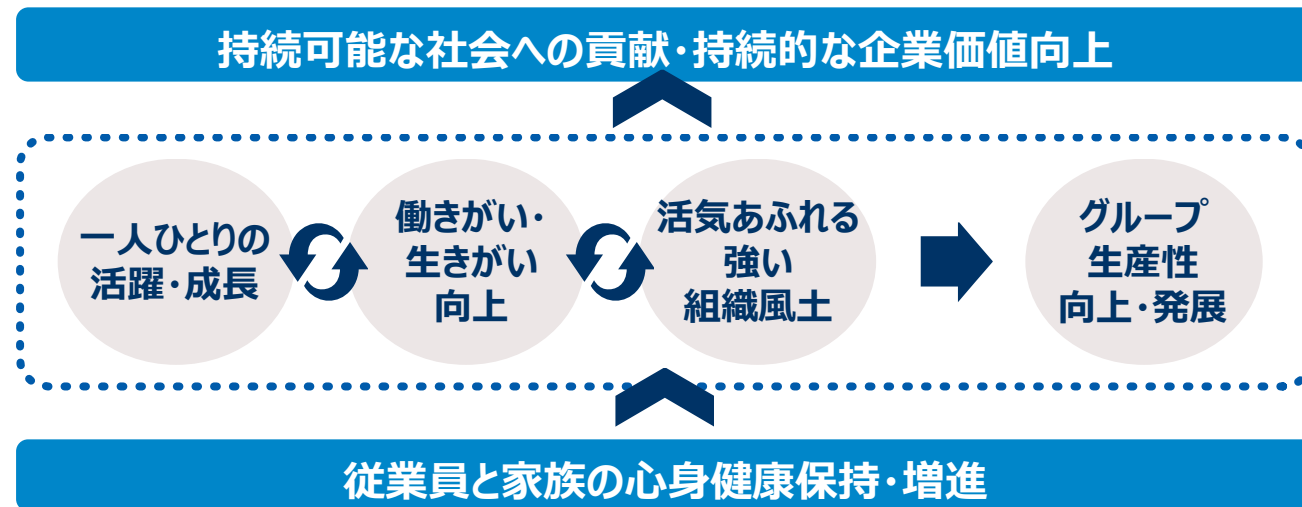 持続可能な社会への貢献・持続的な企業価値向上
一人ひとりの
活躍・成長
働きがい・
生きがい
向上
活気あふれる
強い
組織風土
グループ
生産性
向上・発展
従業員と家族の心身健康保持・増進